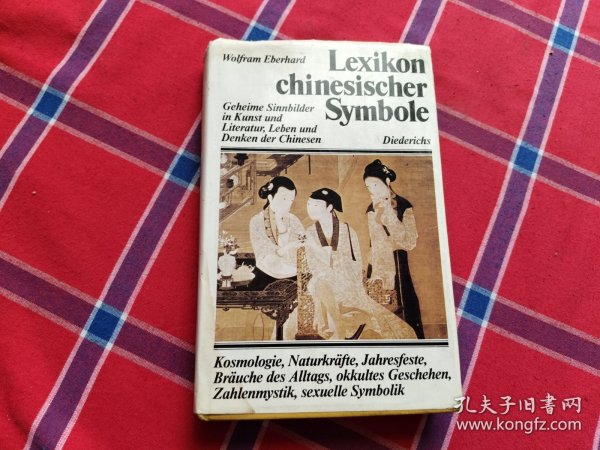 Wolfram Eberhard
Lexikon
chinesischer
Symbole
Geheime Sinnbilder
in Kunst und
Literatur, Leben und
Denken der Chinesen
Diederichs
Kosmologie, Naturkräfte, Jahresfeste,
Bräuche des Alltags, okkultes Geschehen,
Zahlenmystik, sexuelle Symbolik
孔夫子旧书网
www.kongfz.com